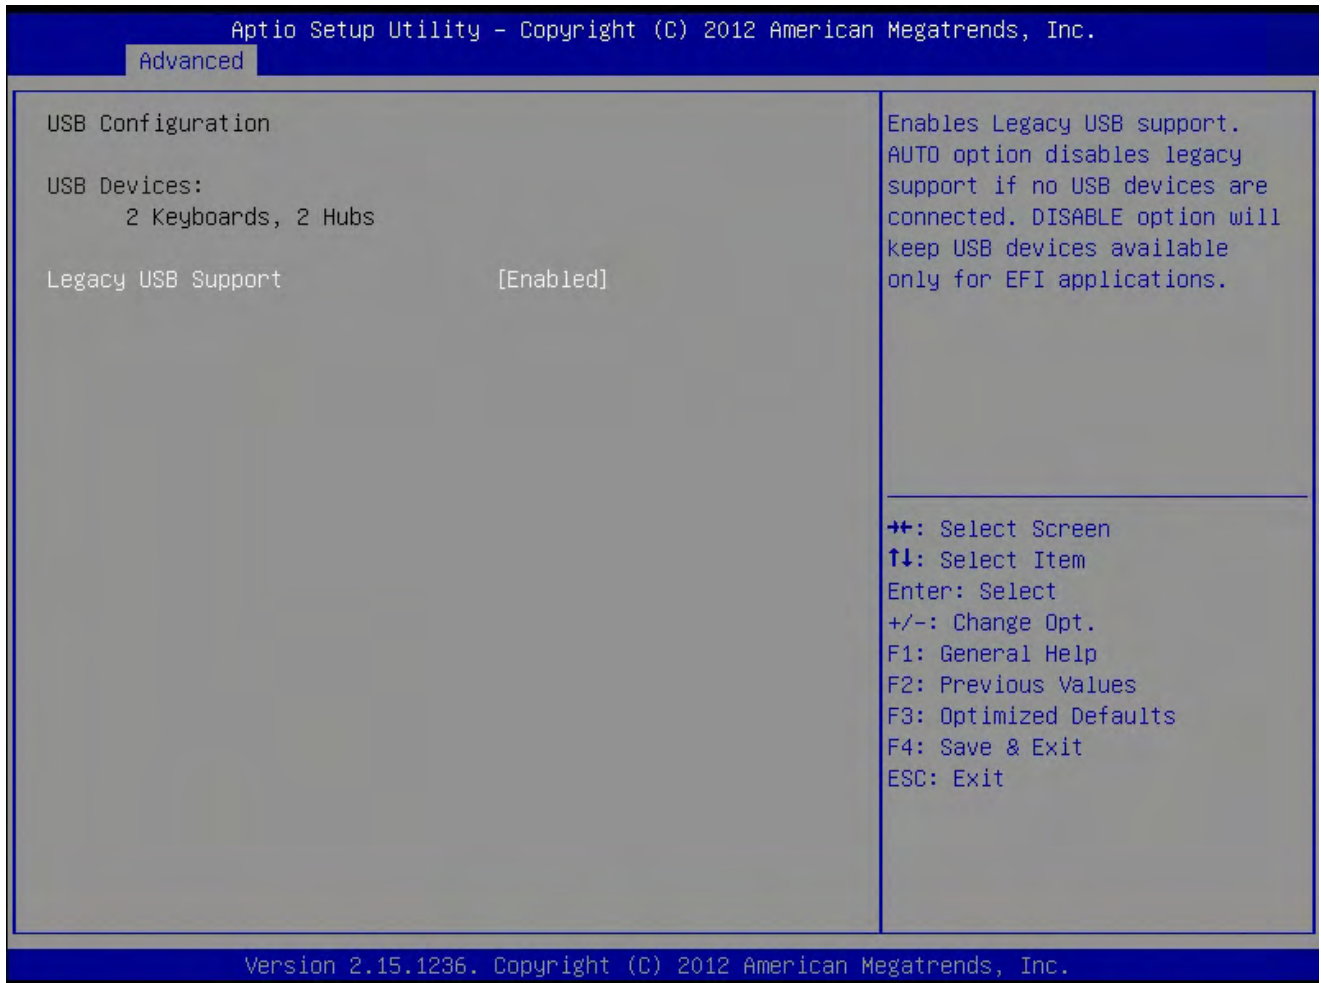 Aptio Setup Utility – Copyright (C) 2012 American Megatrends, Inc.
Advanced
USB Configuration
USB Devices:
2 Keyboards, 2 Hubs
Legacy USB Support [Enabled]
Enables Legacy USB support.
AUTO option disables legacy
support if no USB devices are
connected. DISABLE option will
keep USB devices available
only for EFI applications.
→←: Select Screen
↑↓: Select Item
Enter: Select
+/-: Change Opt.
F1: General Help
F2: Previous Values
F3: Optimized Defaults
F4: Save & Exit
ESC: Exit
Version 2.15.1236. Copyright (C) 2012 American Megatrends, Inc.